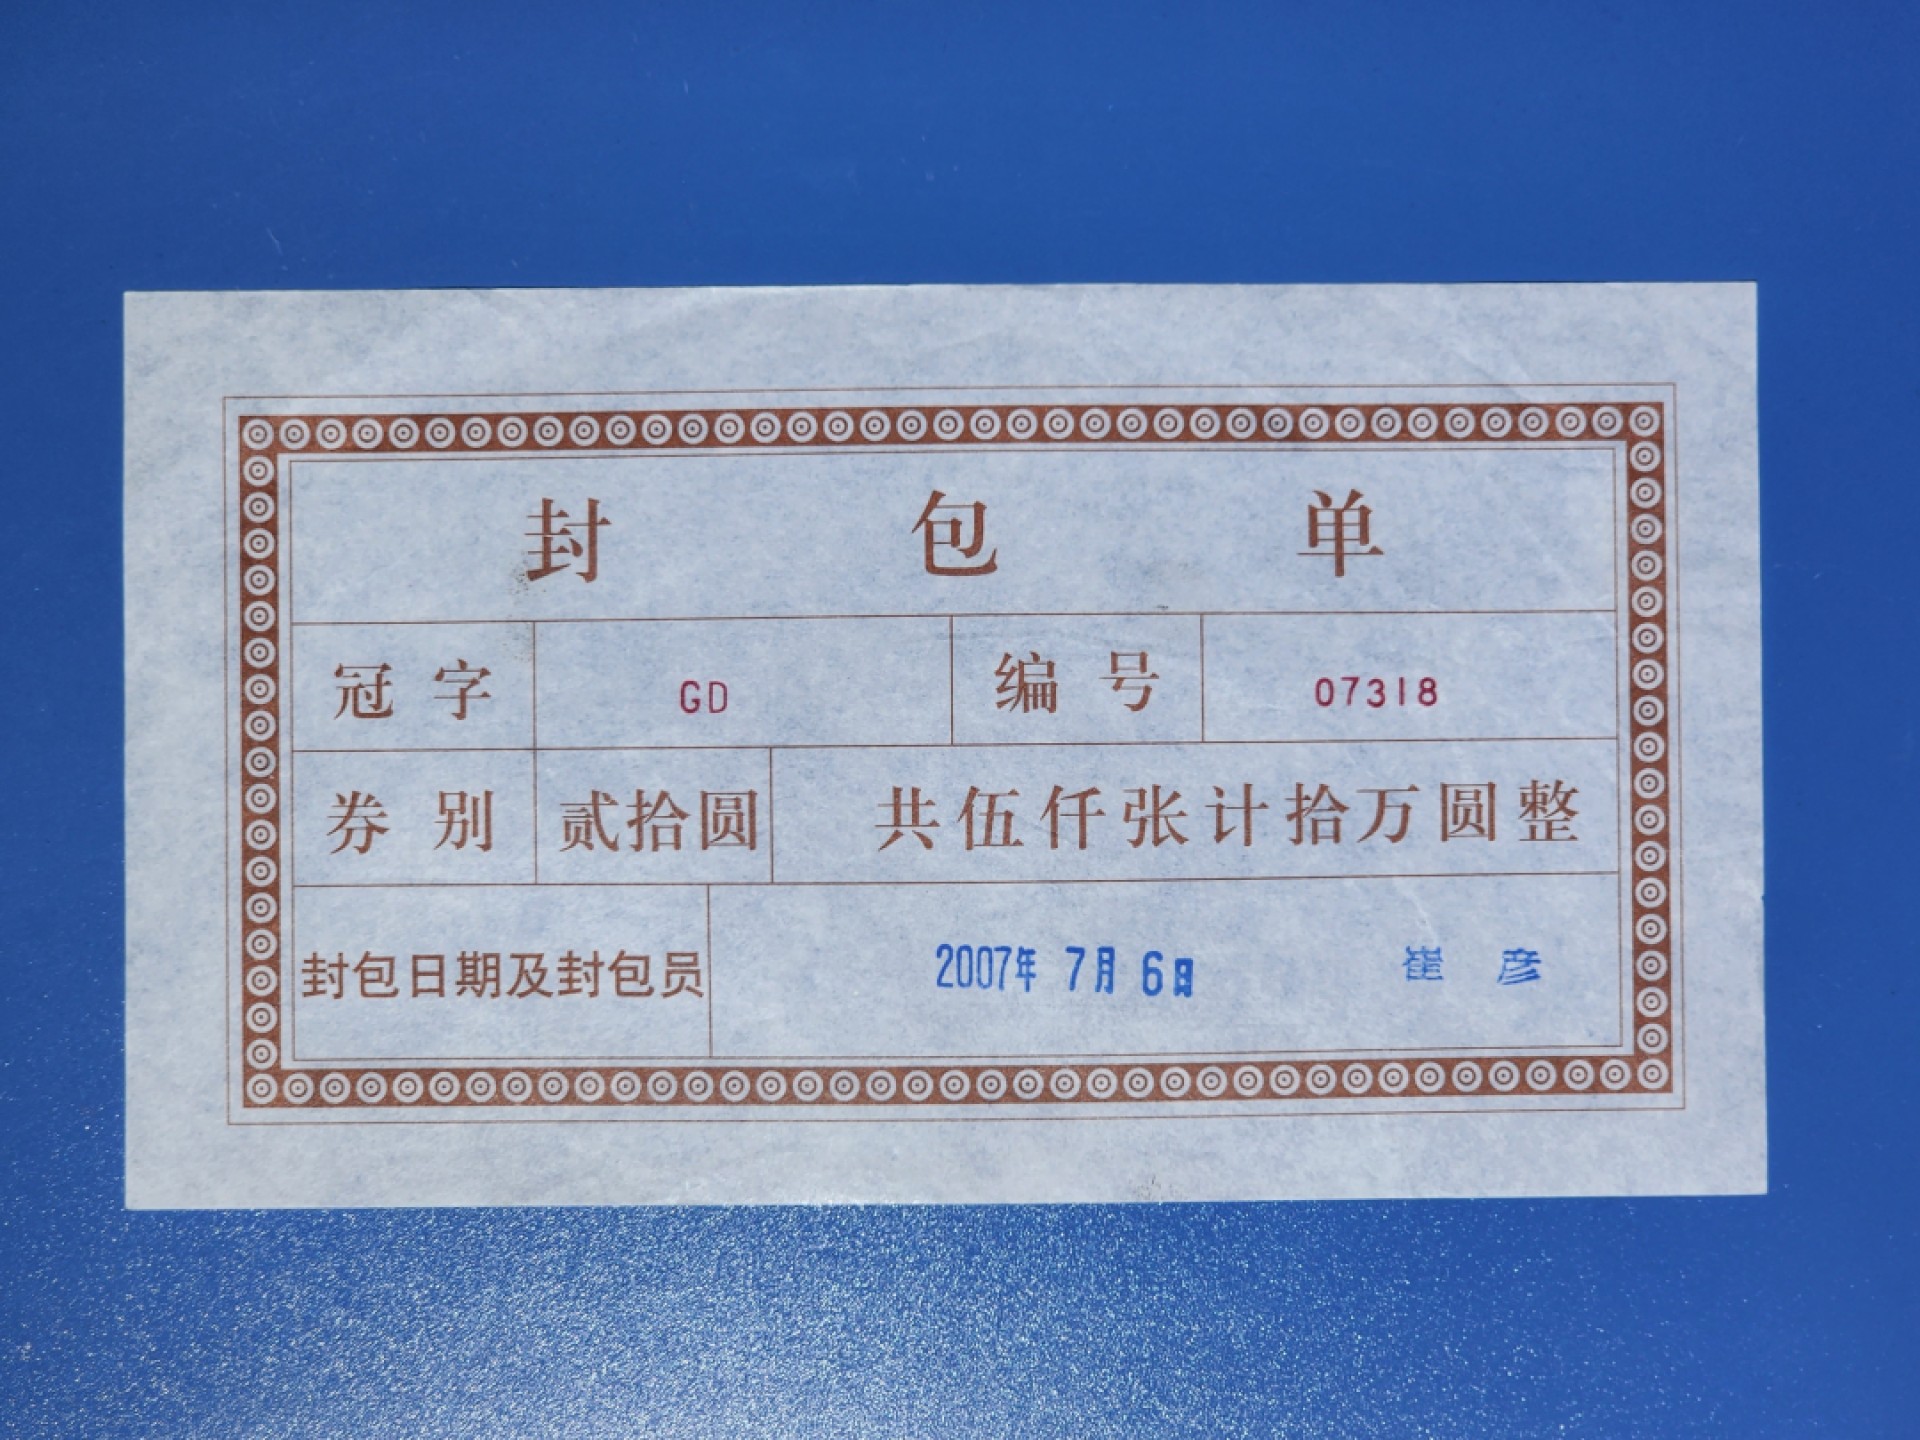 封包单
冠字 GD 编号 07318
券别 贰拾圆 共伍仟张计拾万圆整
封包日期及封包员 2007年 7月 6日 崔彦